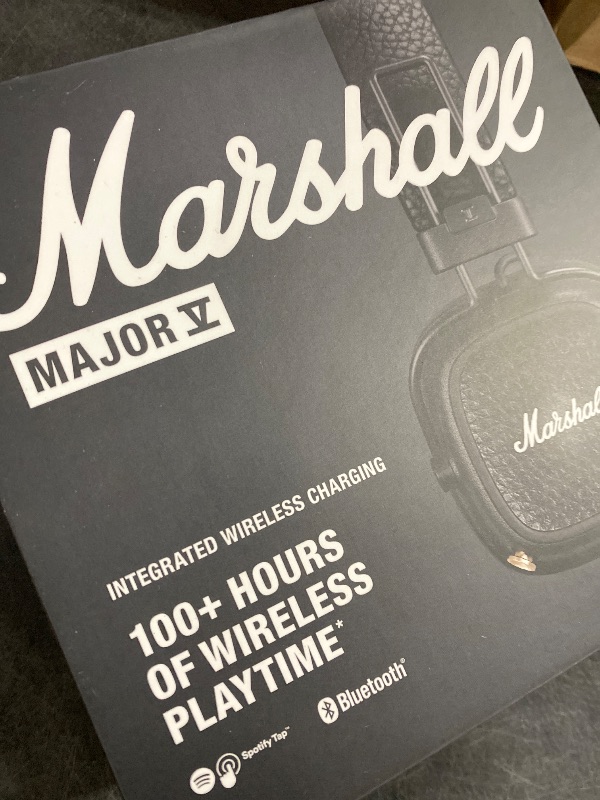 Marshall
MAJOR V
Marshall
INTEGRATED WIRELESS CHARGING
100+ HOURS
OF WIRELESS
PLAYTIME*
Spotify Tap™
Bluetooth®